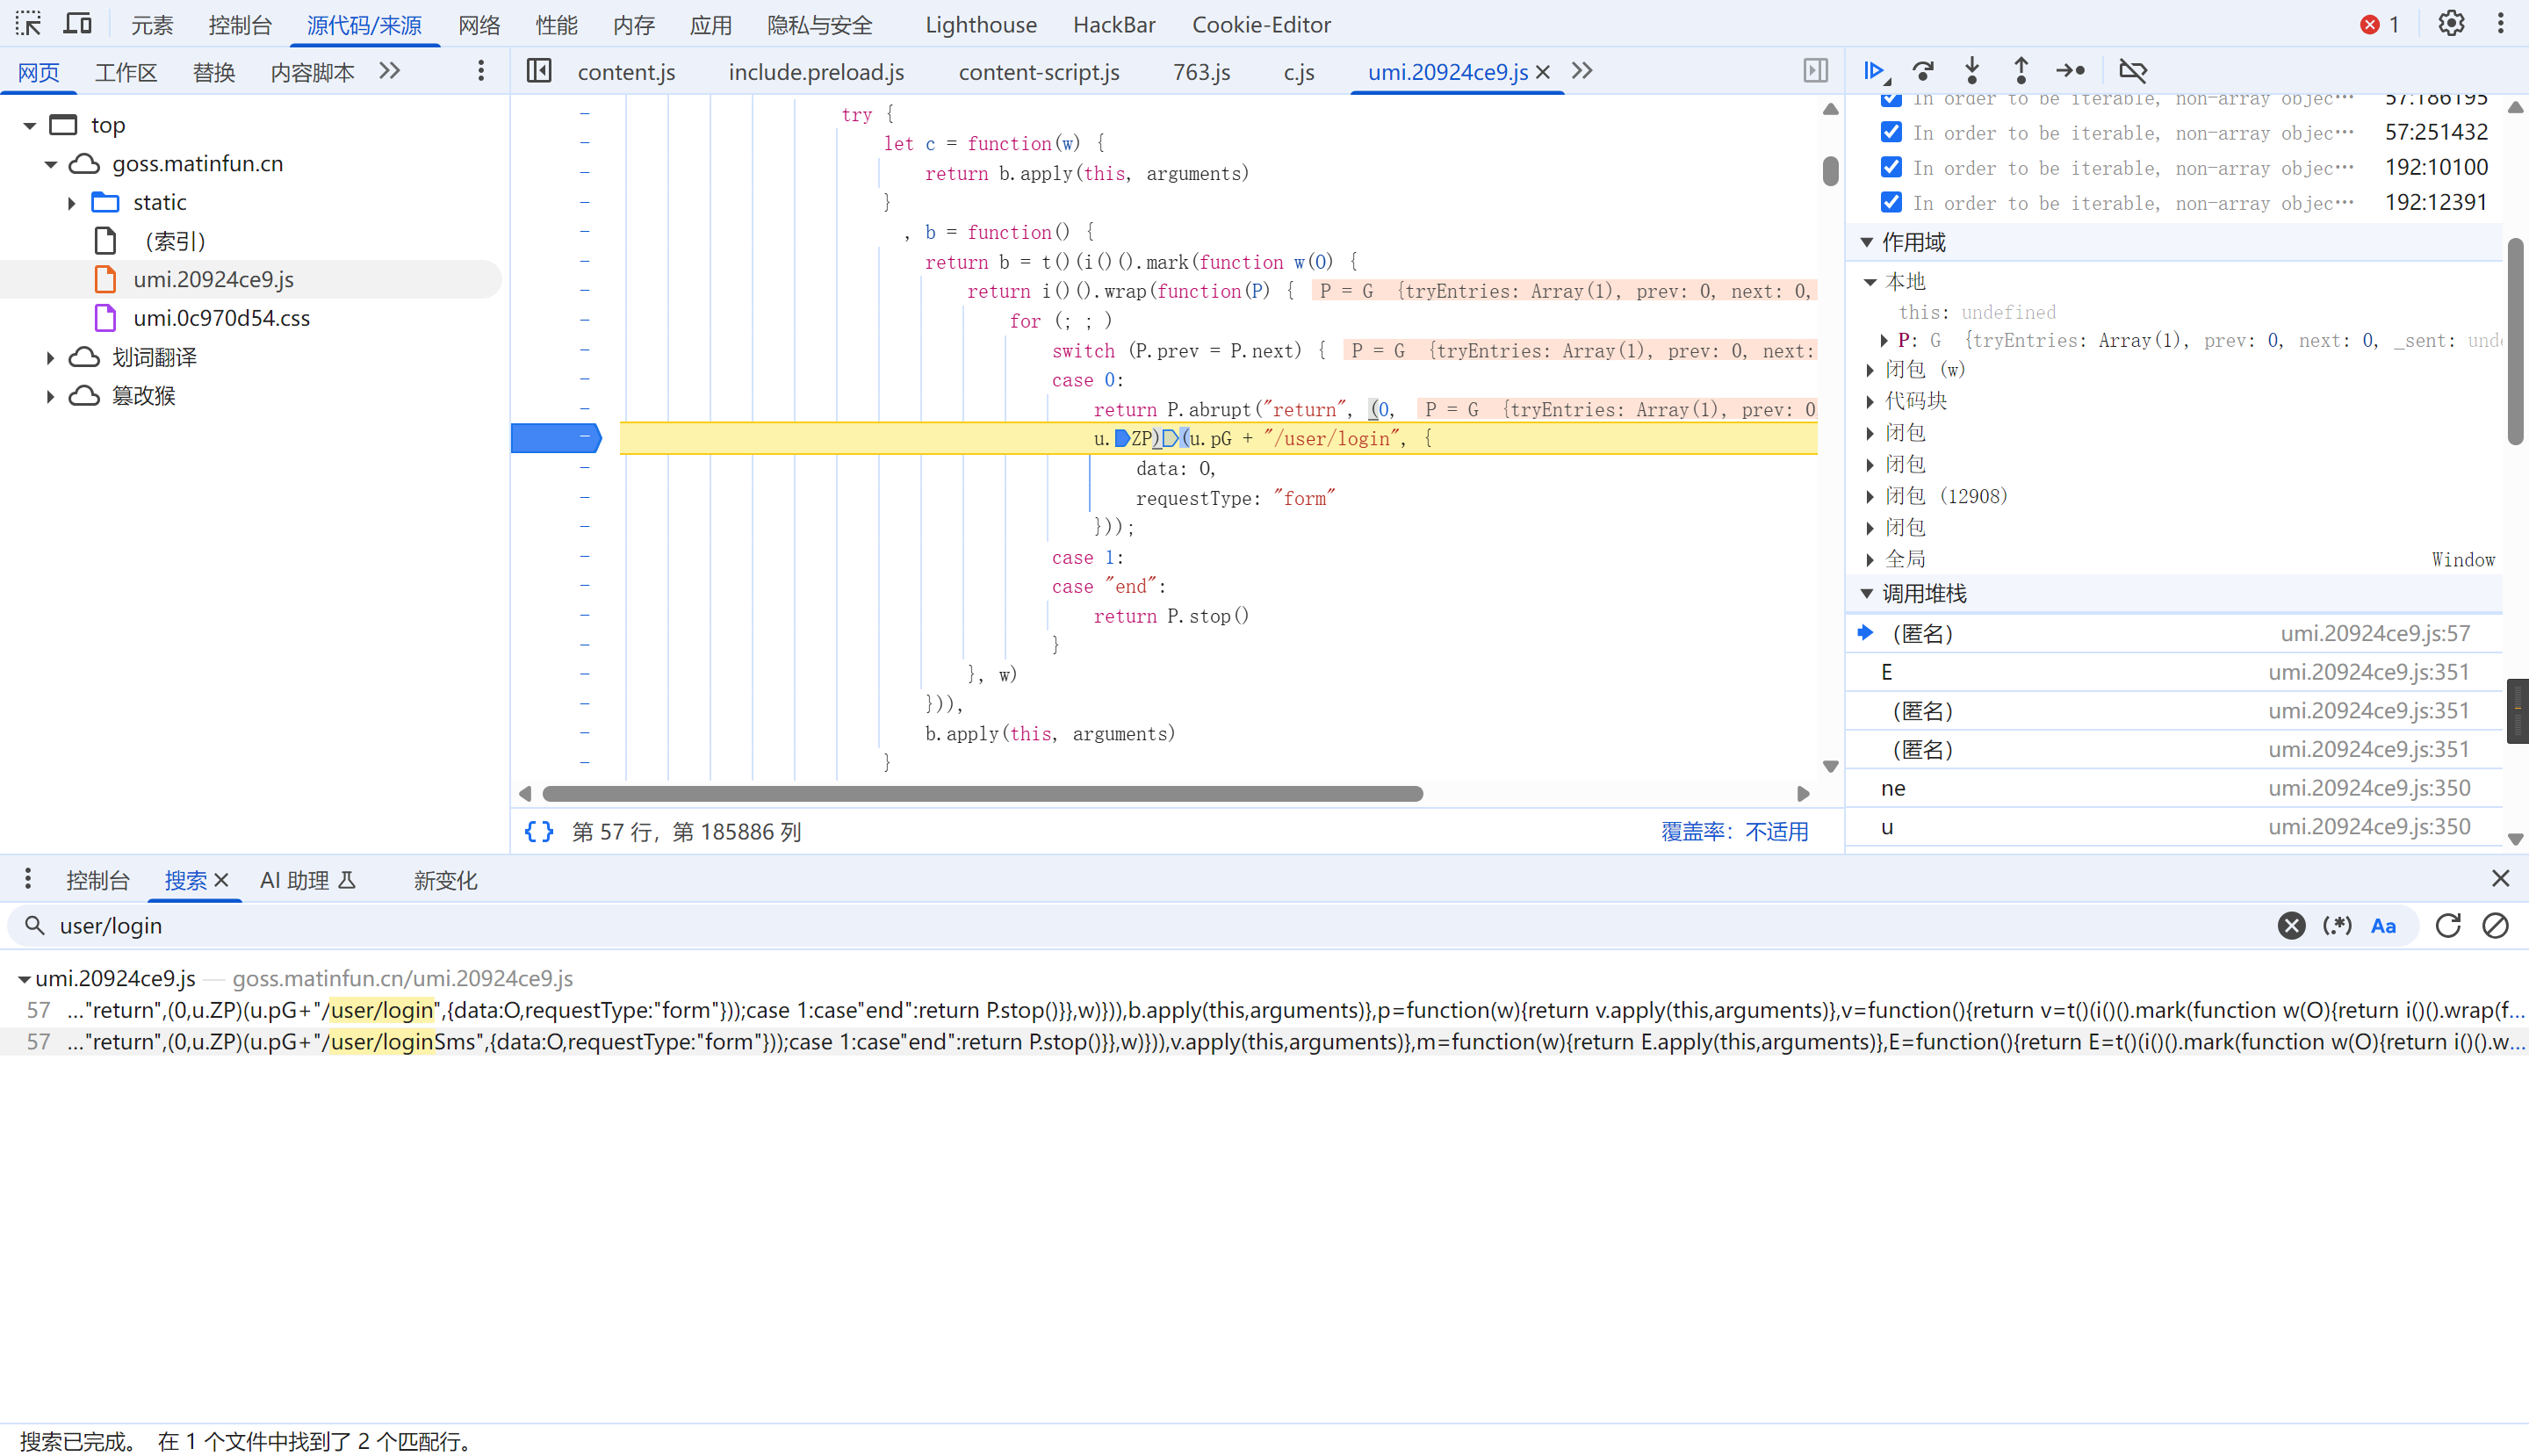 元素 控制台 源代码/来源 网络 性能 内存 应用 隐私与安全 Lighthouse HackBar Cookie-Editor 1
网页 工作区 替换 内容脚本
content.js include.preload.js content-script.js 763.js c.js umi.20924ce9.js
top
goss.matinfun.cn
static
(索引)
umi.20924ce9.js
umi.0c970d54.css
划词翻译
篡改猴
try {
let c = function(w) {
return b.apply(this, arguments)
}
, b = function() {
return b = t()(i()().mark(function w(O) {
return i()().wrap(function(P) { P = G {tryEntries: Array(1), prev: 0, next: 0,
for (; ; )
switch (P.prev = P.next) { P = G {tryEntries: Array(1), prev: 0, next:
case 0:
return P.abrupt("return", (0, P = G {tryEntries: Array(1), prev: 0
u.ZP)(u.pG + "/user/login", {
data: O,
requestType: "form"
}));
case 1:
case "end":
return P.stop()
}
}, w)
})),
b.apply(this, arguments)
}
{} 第 57 行，第 185886 列 覆盖率：不适用
In order to be iterable, non-array objec… 57:186195
In order to be iterable, non-array objec… 57:251432
In order to be iterable, non-array objec… 192:10100
In order to be iterable, non-array objec… 192:12391
作用域
本地
this: undefined
P: G {tryEntries: Array(1), prev: 0, next: 0, _sent: und
闭包 (w)
代码块
闭包
闭包
闭包 (12908)
闭包
全局 Window
调用堆栈
(匿名) umi.20924ce9.js:57
E umi.20924ce9.js:351
(匿名) umi.20924ce9.js:351
(匿名) umi.20924ce9.js:351
ne umi.20924ce9.js:350
u umi.20924ce9.js:350
控制台 搜索 AI 助理 新变化
user/login (.*) Aa
umi.20924ce9.js — goss.matinfun.cn/umi.20924ce9.js
57 …"return",(0,u.ZP)(u.pG+"/user/login",{data:O,requestType:"form"}));case 1:case"end":return P.stop()}},w)})),b.apply(this,arguments)},p=function(w){return v.apply(this,arguments)},v=function(){return v=t()(i()().mark(function w(O){return i()().wrap(f…
57 …"return",(0,u.ZP)(u.pG+"/user/loginSms",{data:O,requestType:"form"}));case 1:case"end":return P.stop()}},w)})),v.apply(this,arguments)},m=function(w){return E.apply(this,arguments)},E=function(){return E=t()(i()().mark(function w(O){return i()().w…
搜索已完成。 在 1 个文件中找到了 2 个匹配行。